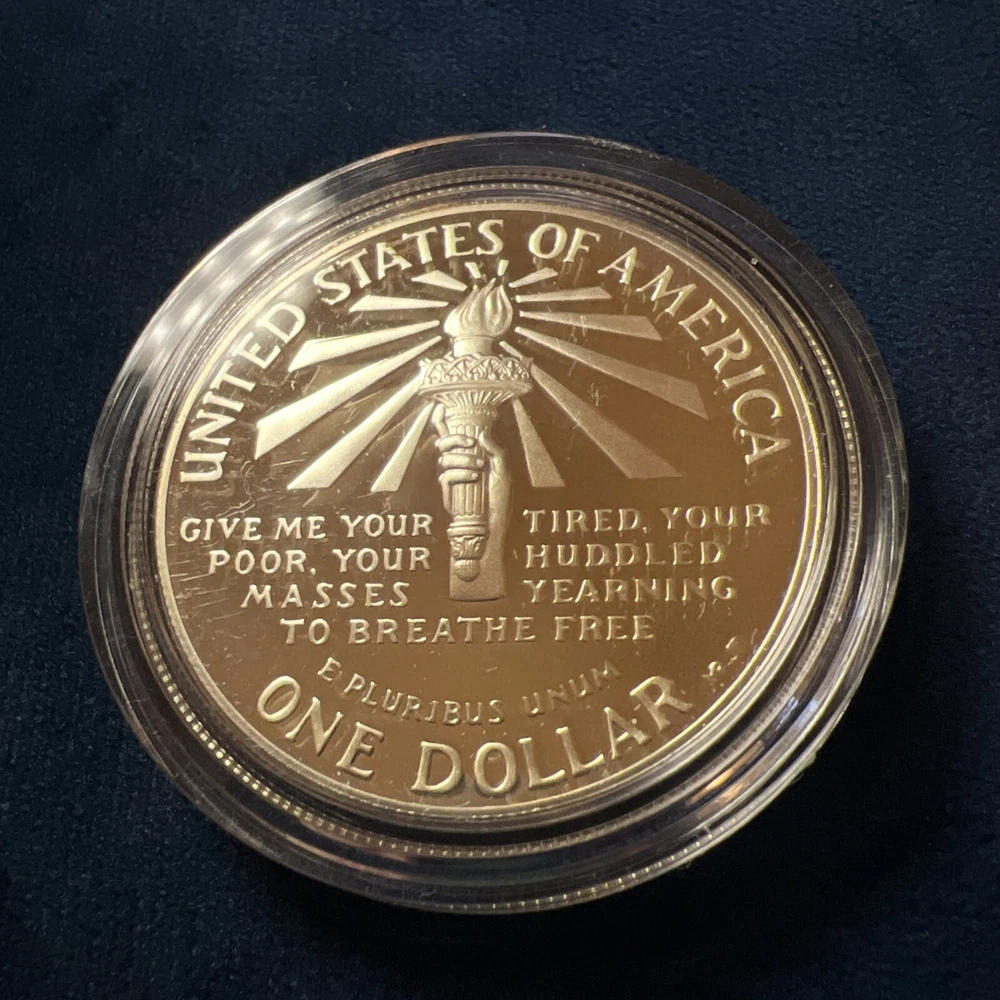 UNITED STATES OF AMERICA
GIVE ME YOUR TIRED, YOUR
POOR, YOUR HUDDLED
MASSES YEARNING
TO BREATHE FREE
E PLURIBUS UNUM
ONE DOLLAR